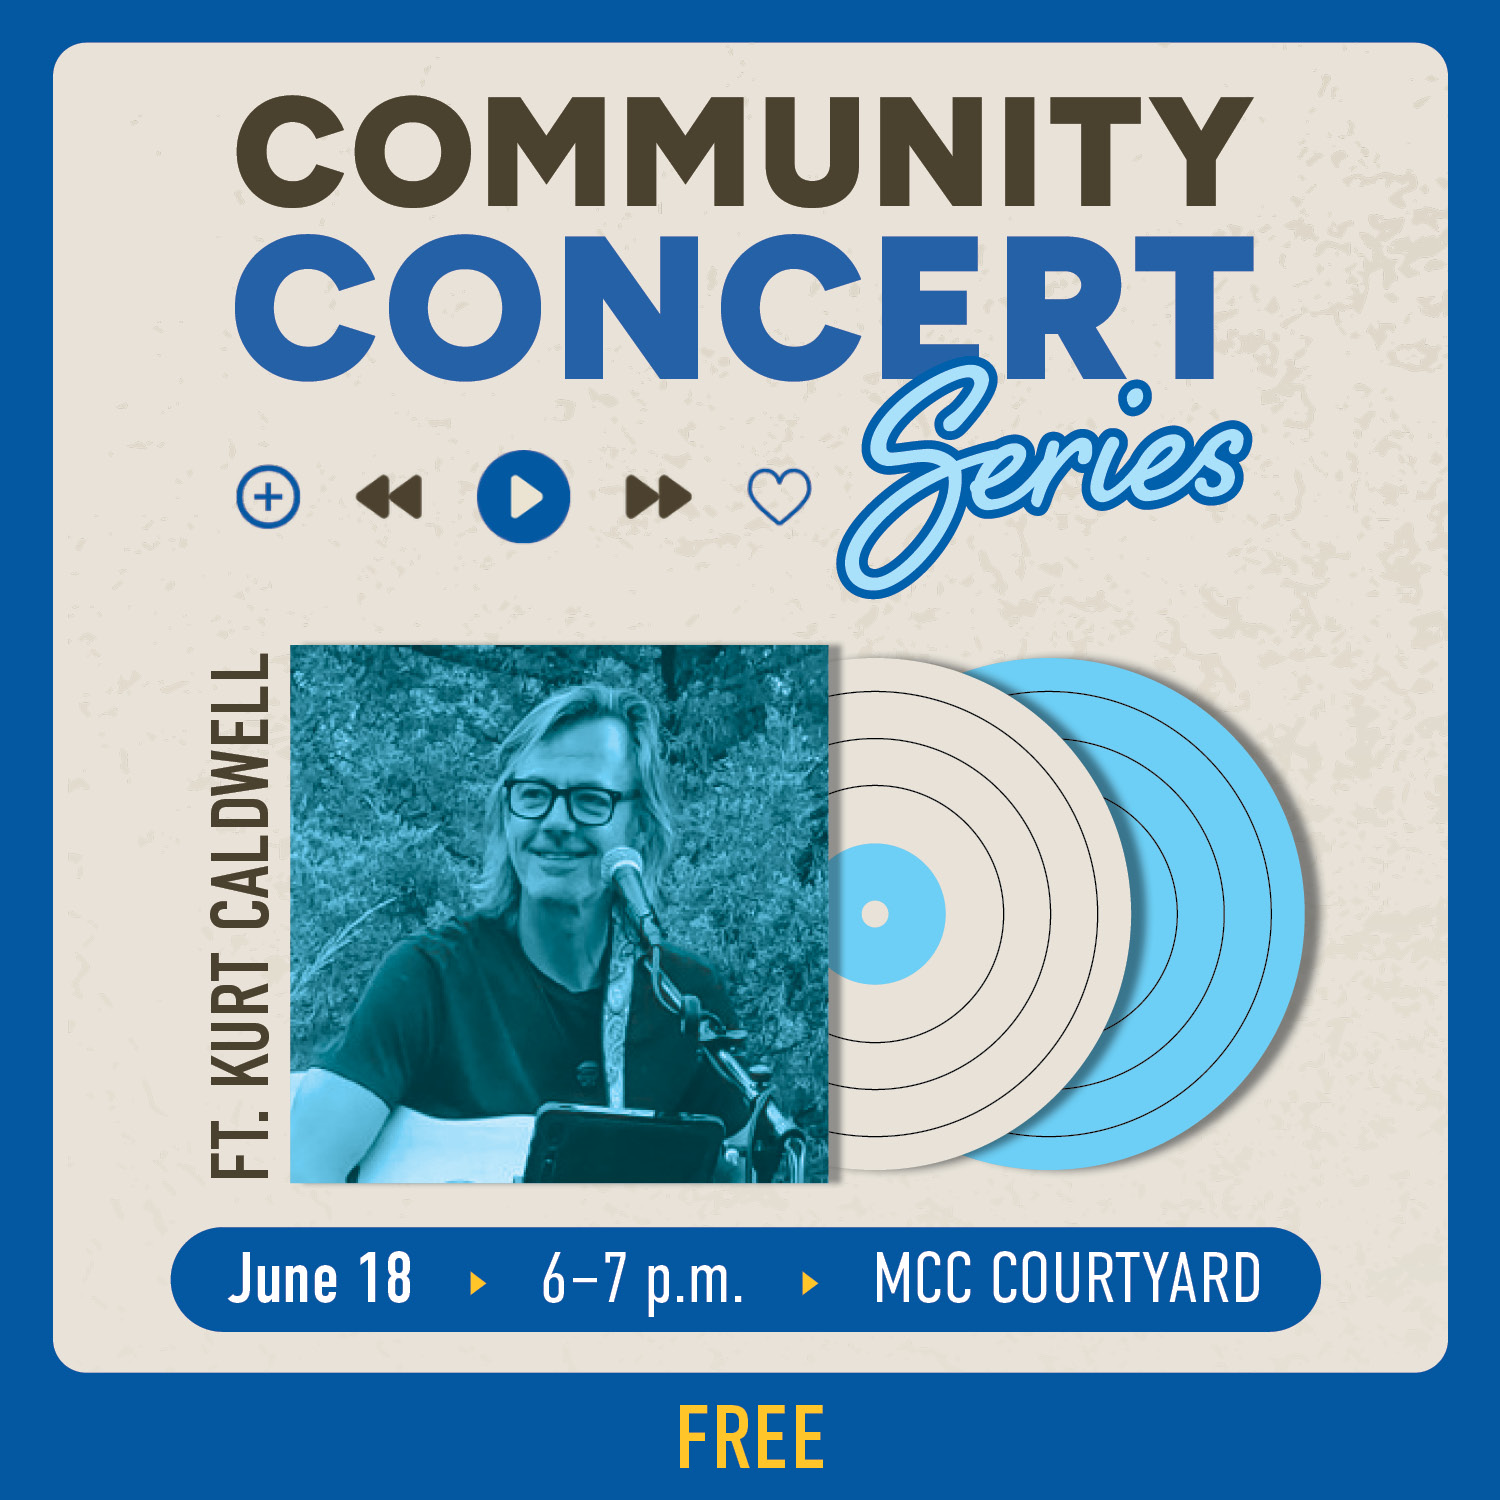 COMMUNITY
CONCERT
Series
FT. KURT CALDWELL
June 18 6–7 p.m. MCC COURTYARD
FREE